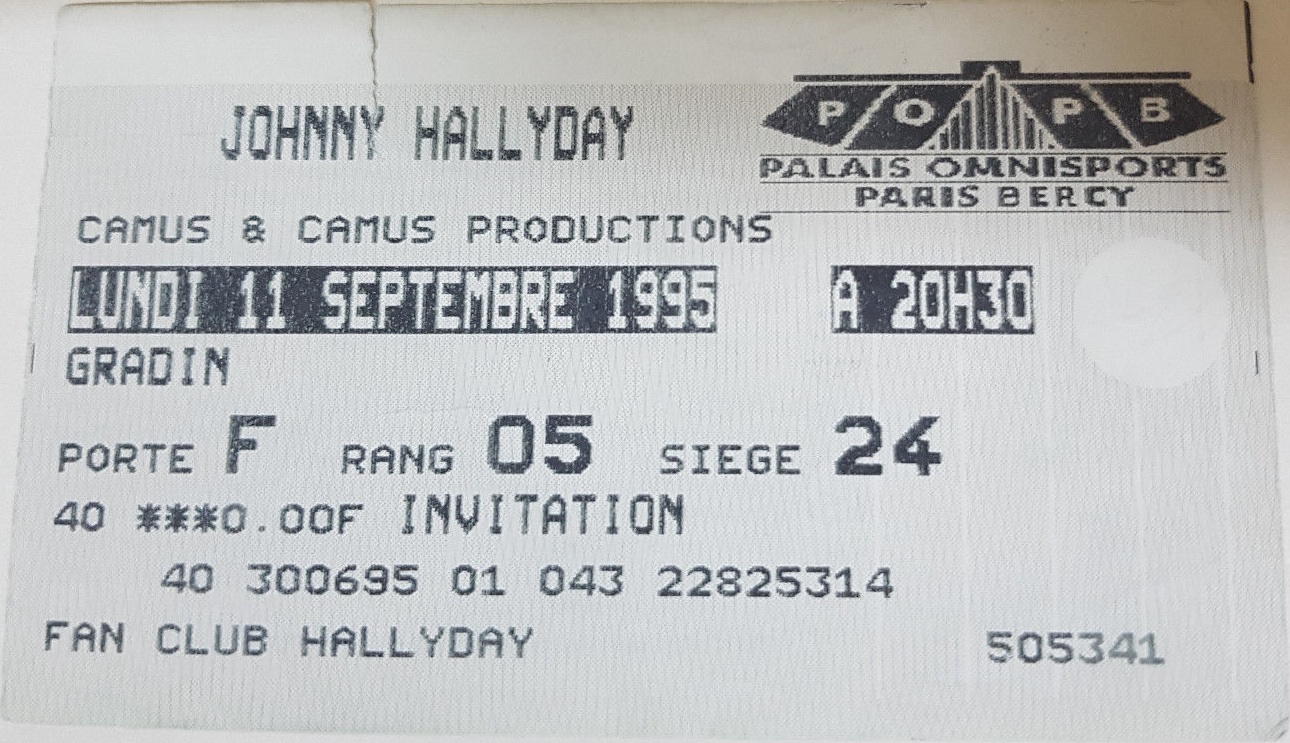 JOHNNY HALLYDAY
P O P B
PALAIS OMNISPORTS
PARIS BERCY
CAMUS & CAMUS PRODUCTIONS
LUNDI 11 SEPTEMBRE 1995 A 20H30
GRADIN
PORTE F RANG 05 SIEGE 24
40 ***0.00F INVITATION
40 300695 01 043 22825314
FAN CLUB HALLYDAY 505341